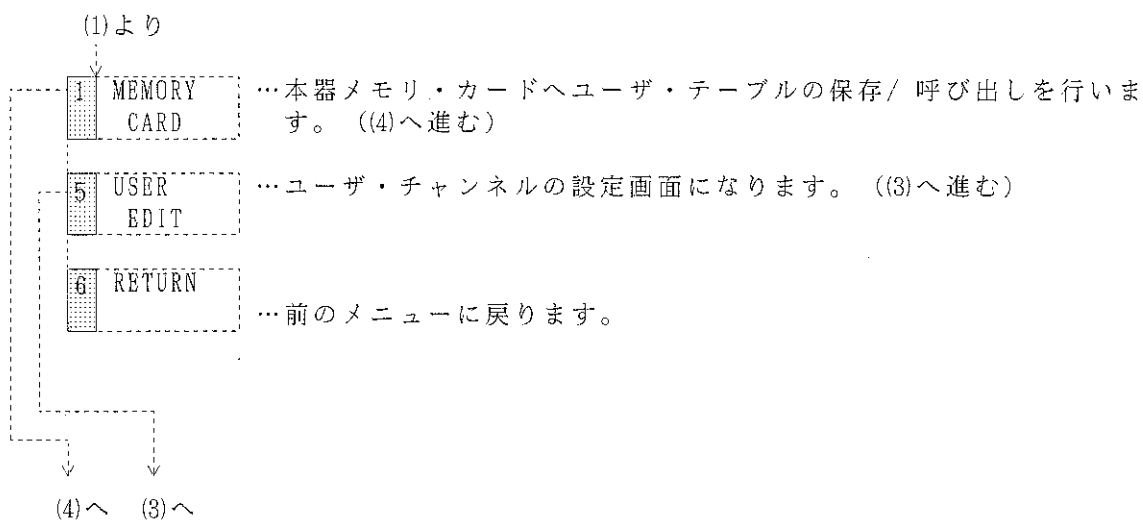 (1)より
1 MEMORY CARD …本器メモリ・カードへユーザ・テーブルの保存/ 呼び出しを行いま
す。 ((4)へ進む)
5 USER EDIT …ユーザ・チャンネルの設定画面になります。 ((3)へ進む)
6 RETURN
…前のメニューに戻ります。
(4)へ (3)へ